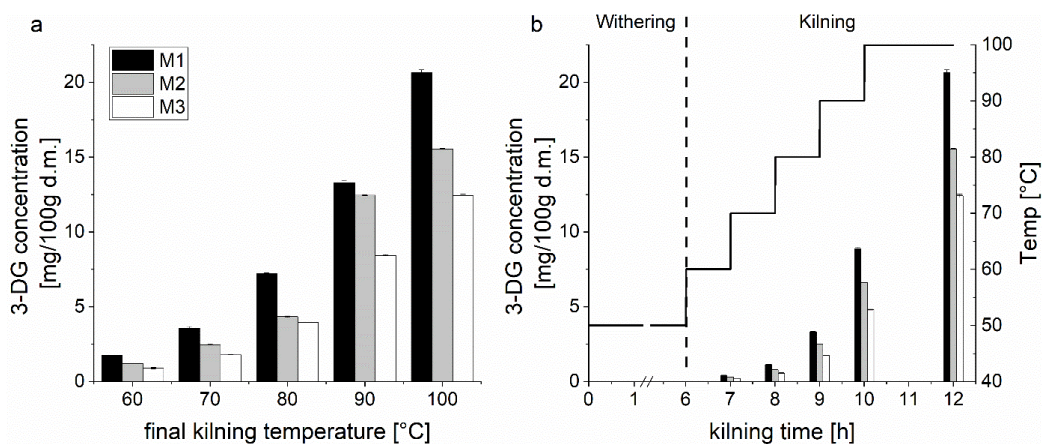 a
M1
M2
M3
3-DG concentration
[mg/100g d.m.]
20
15
10
5
0
60 70 80 90 100
final kilning temperature [°C]
b
Withering Kilning
3-DG concentration
[mg/100g d.m.]
20
15
10
5
0
0 1 6 7 8 9 10 11 12
kilning time [h]
100
90
80
70
60
50
40
Temp [°C]